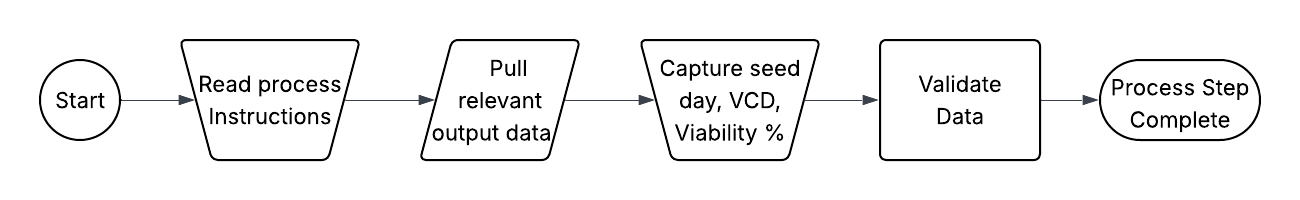 Start
Read process
Instructions
Pull
relevant
output data
Capture seed
day, VCD,
Viability %
Validate
Data
Process Step
Complete